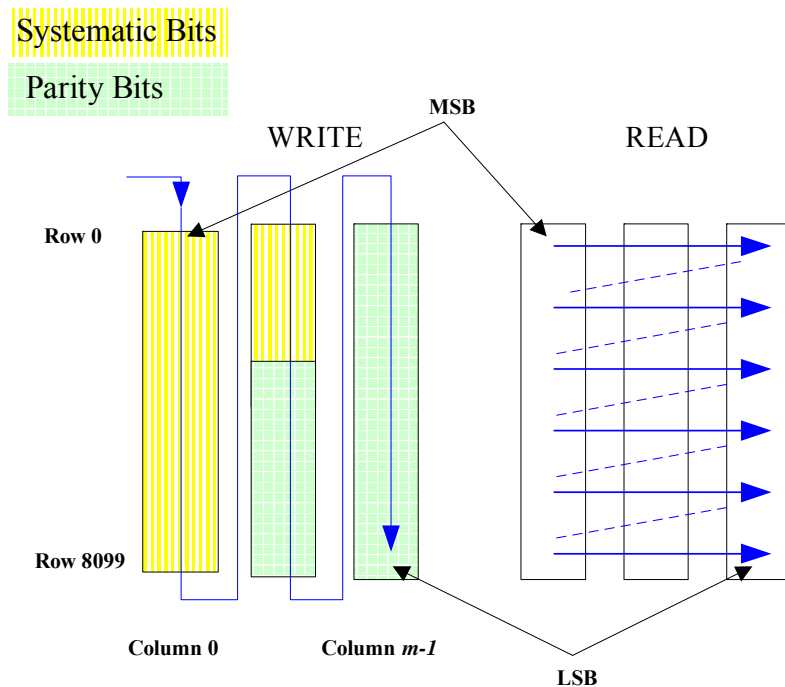 Systematic Bits
Parity Bits
MSB
WRITE
READ
Row 0
Row 8099
Column 0
Column m-1
LSB